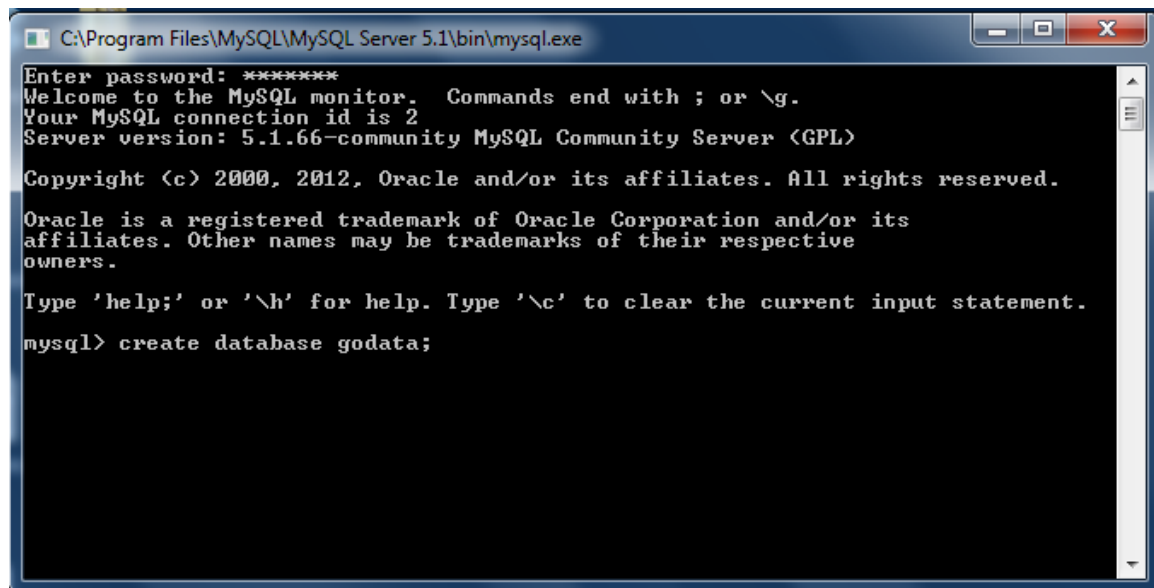 C:\Program Files\MySQL\MySQL Server 5.1\bin\mysql.exe
Enter password: *******
Welcome to the MySQL monitor.  Commands end with ; or \g.
Your MySQL connection id is 2
Server version: 5.1.66-community MySQL Community Server (GPL)
Copyright (c) 2000, 2012, Oracle and/or its affiliates. All rights reserved.
Oracle is a registered trademark of Oracle Corporation and/or its
affiliates. Other names may be trademarks of their respective
owners.
Type 'help;' or '\h' for help. Type '\c' to clear the current input statement.
mysql> create database godata;